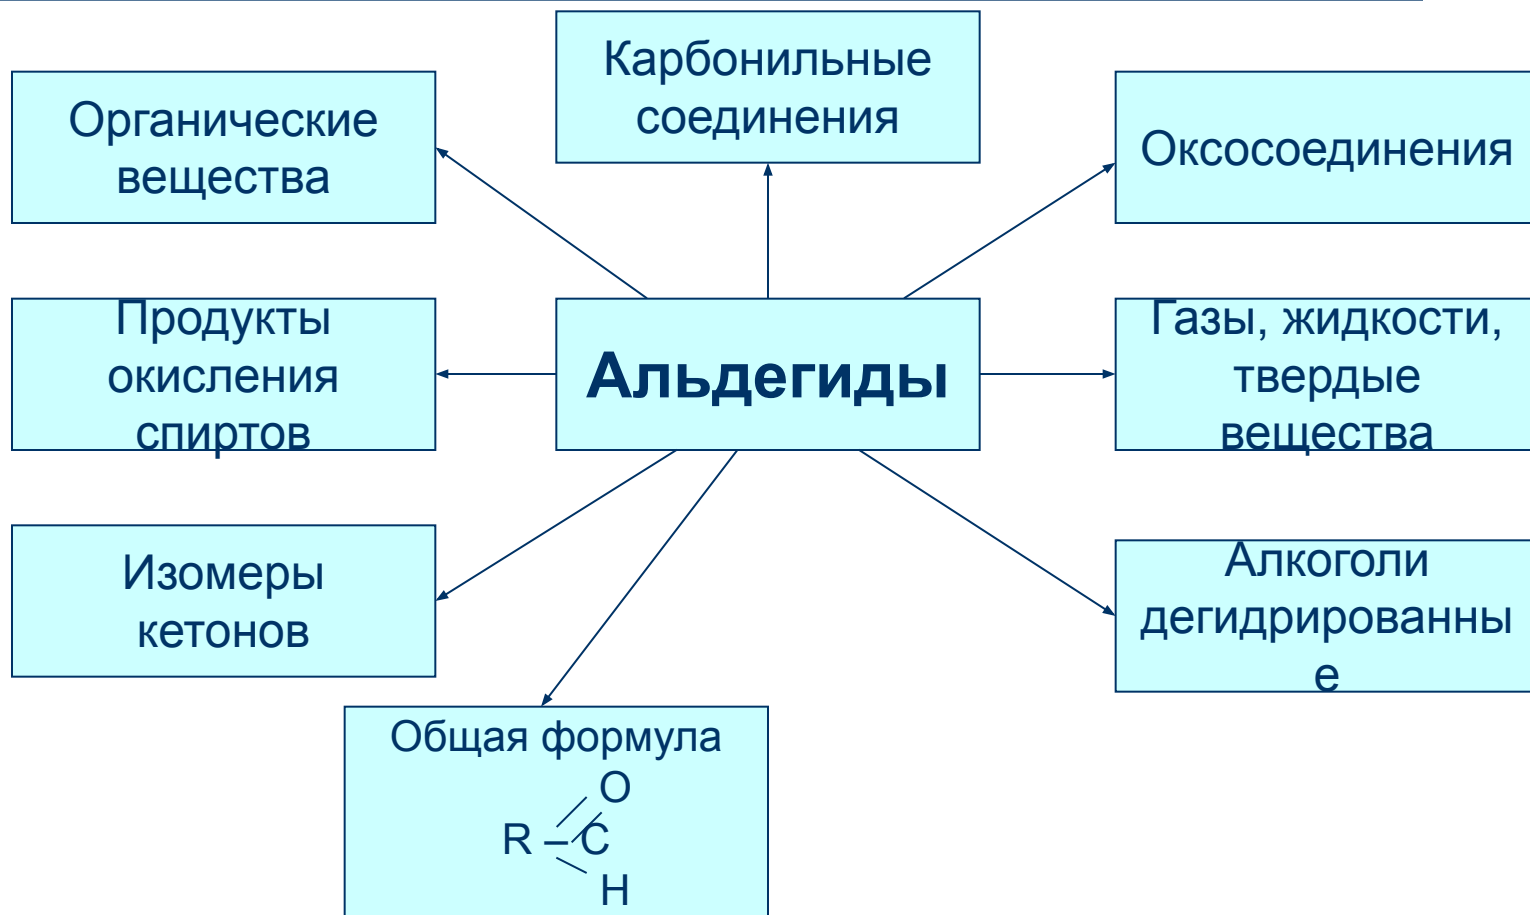 Карбонильные
соединения
Органические
вещества
Оксосоединения
Продукты
окисления
спиртов
Альдегиды
Газы, жидкости,
твердые
вещества
Изомеры
кетонов
Алкоголи
дегидрированны
е
Общая формула
O
R – C
H